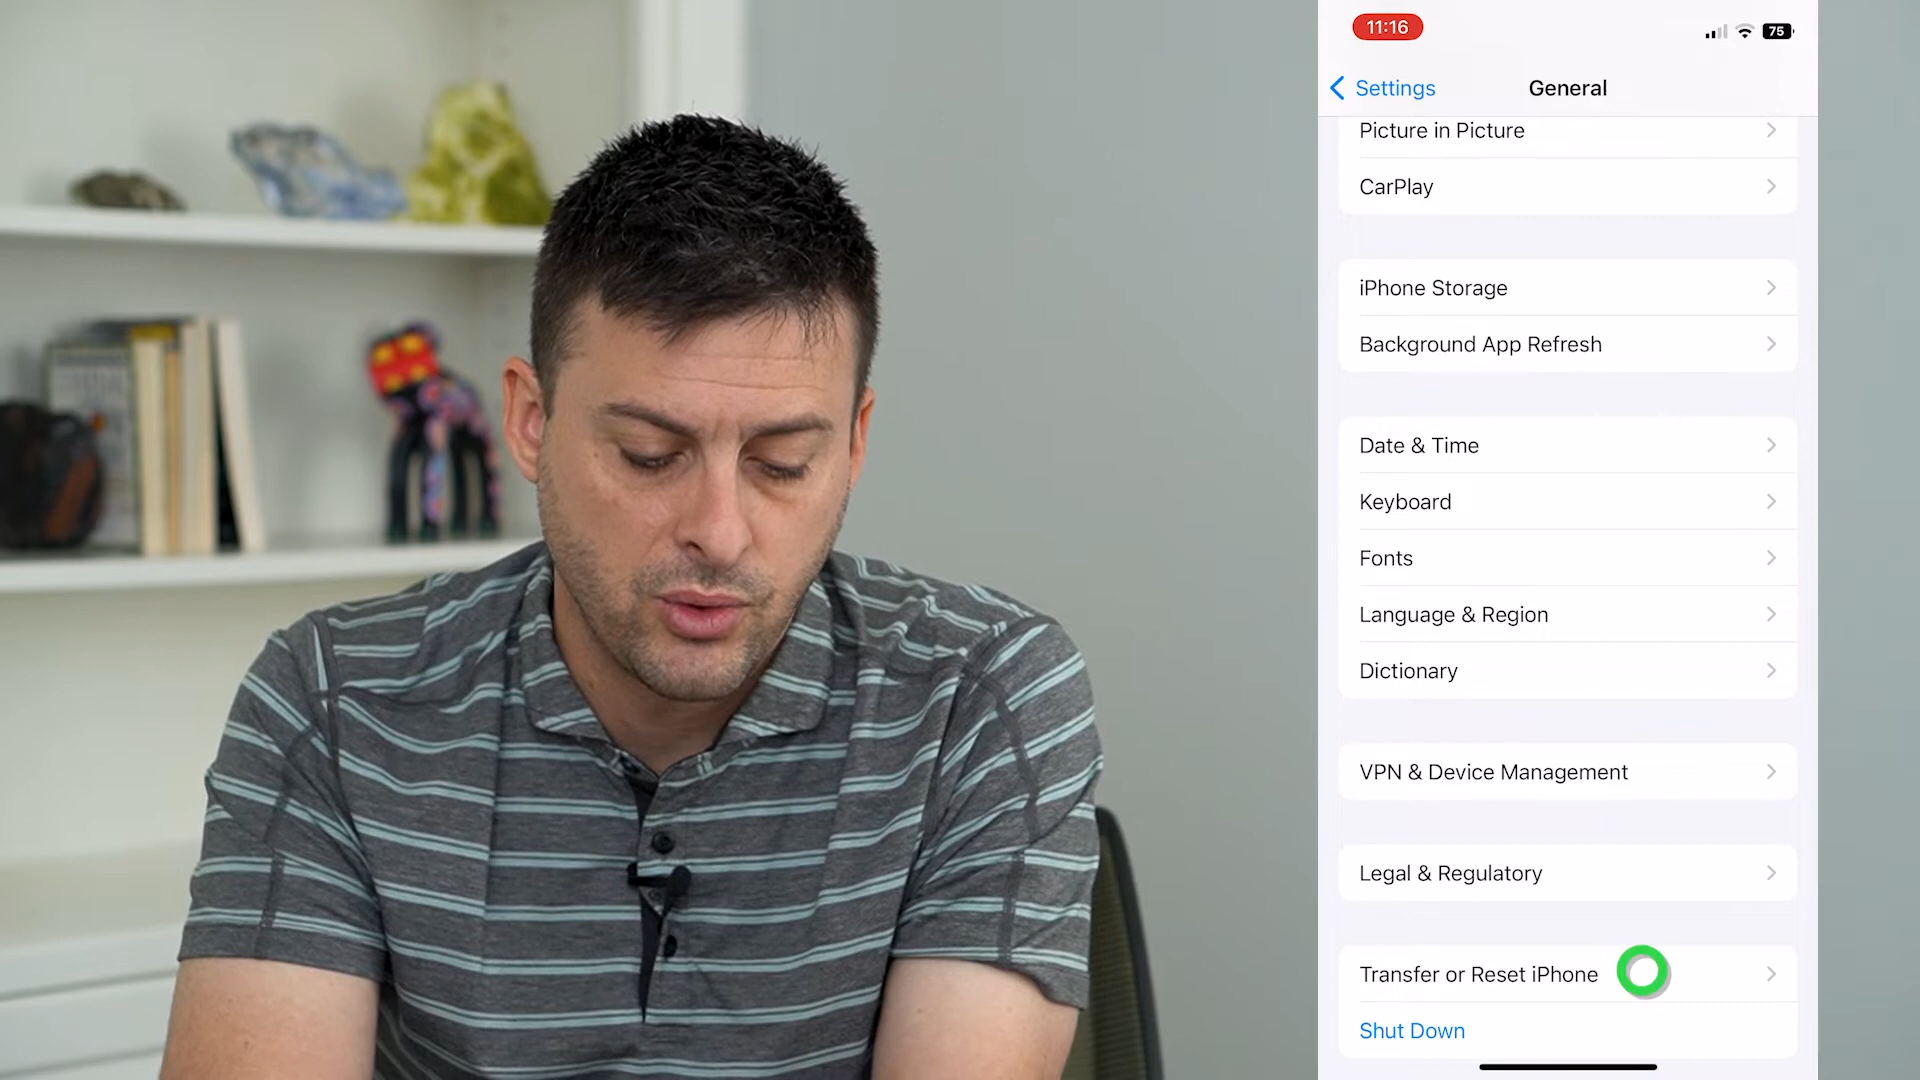 11:16
75
Settings
General
Picture in Picture
CarPlay
iPhone Storage
Background App Refresh
Date & Time
Keyboard
Fonts
Language & Region
Dictionary
VPN & Device Management
Legal & Regulatory
Transfer or Reset iPhone
Shut Down